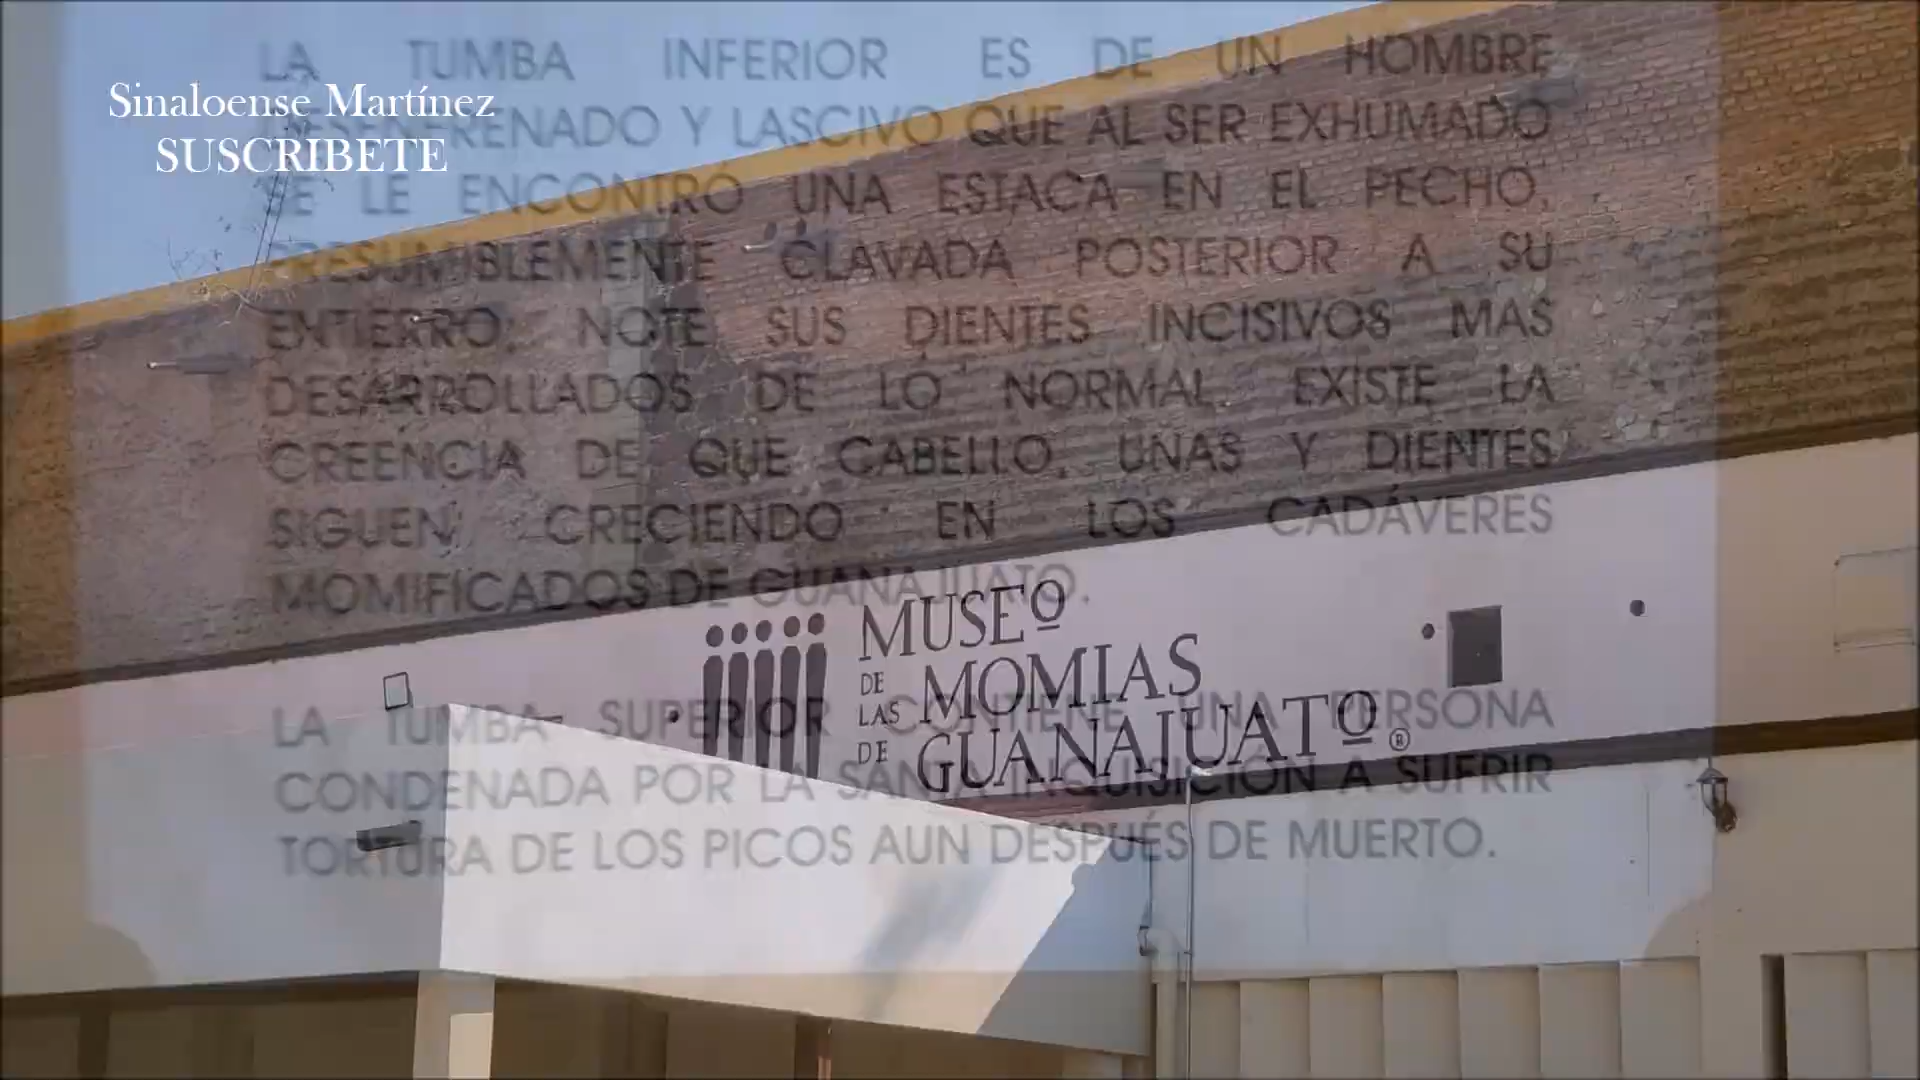 LA TUMBA INFERIOR ES DE UN HOMBRE
Sinaloense Martínez
DESENFRENADO Y LASCIVO QUE AL SER EXHUMADO
SUSCRIBETE
SE LE ENCONTRÓ UNA ESTACA EN EL PECHO,
PRESUMIBLEMENTE CLAVADA POSTERIOR A SU
ENTIERRO. NOTE SUS DIENTES INCISIVOS MAS
DESARROLLADOS DE LO NORMAL. EXISTE LA
CREENCIA DE QUE CABELLO, UÑAS Y DIENTES
SIGUEN CRECIENDO EN LOS CADÁVERES
MOMIFICADOS DE GUANAJUATO.
MUSEO
DE LAS MOMIAS
DE GUANAJUATO ®
LA TUMBA SUPERIOR CONTIENE UNA PERSONA
CONDENADA POR LA SANTA INQUISICIÓN A SUFRIR
TORTURA DE LOS PICOS AUN DESPUÉS DE MUERTO.